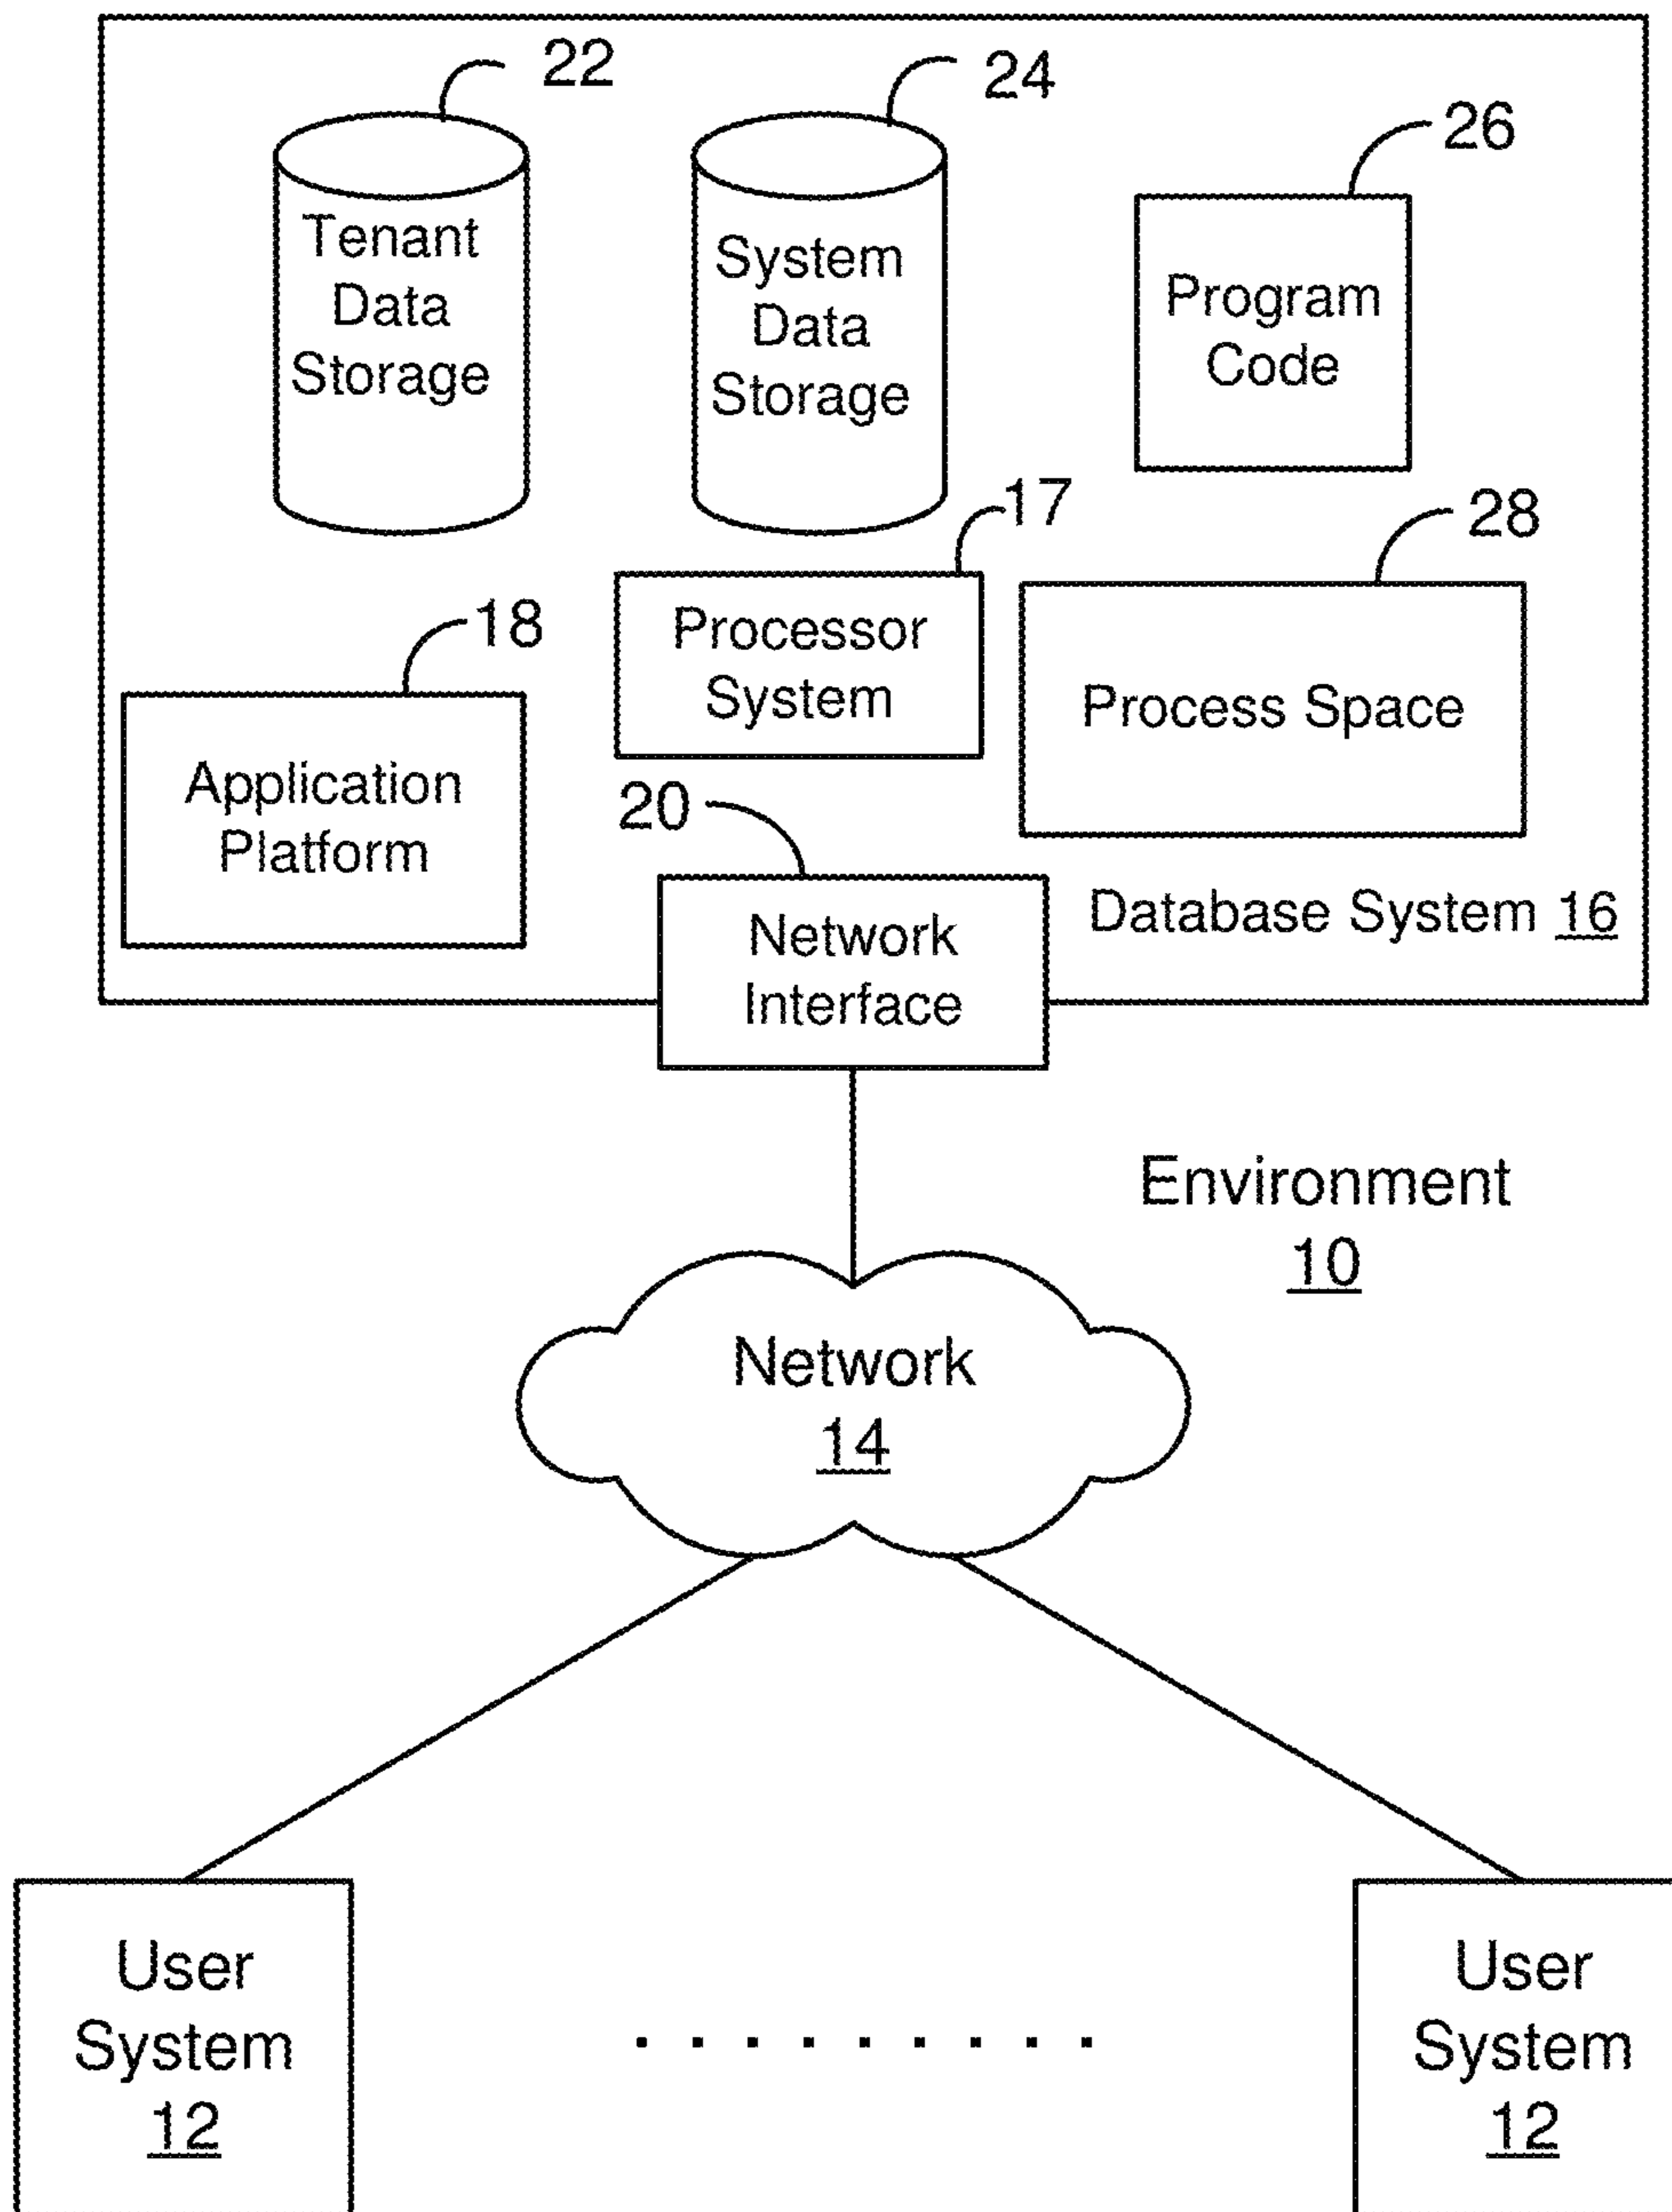 22
24
26
Tenant
Data
Storage
System
Data
Storage
Program
Code
17
28
18
Processor
System
Process Space
Application
Platform
20
Database System 16
Network
Interface
Environment
10
Network
14
User
System
12
User
System
12